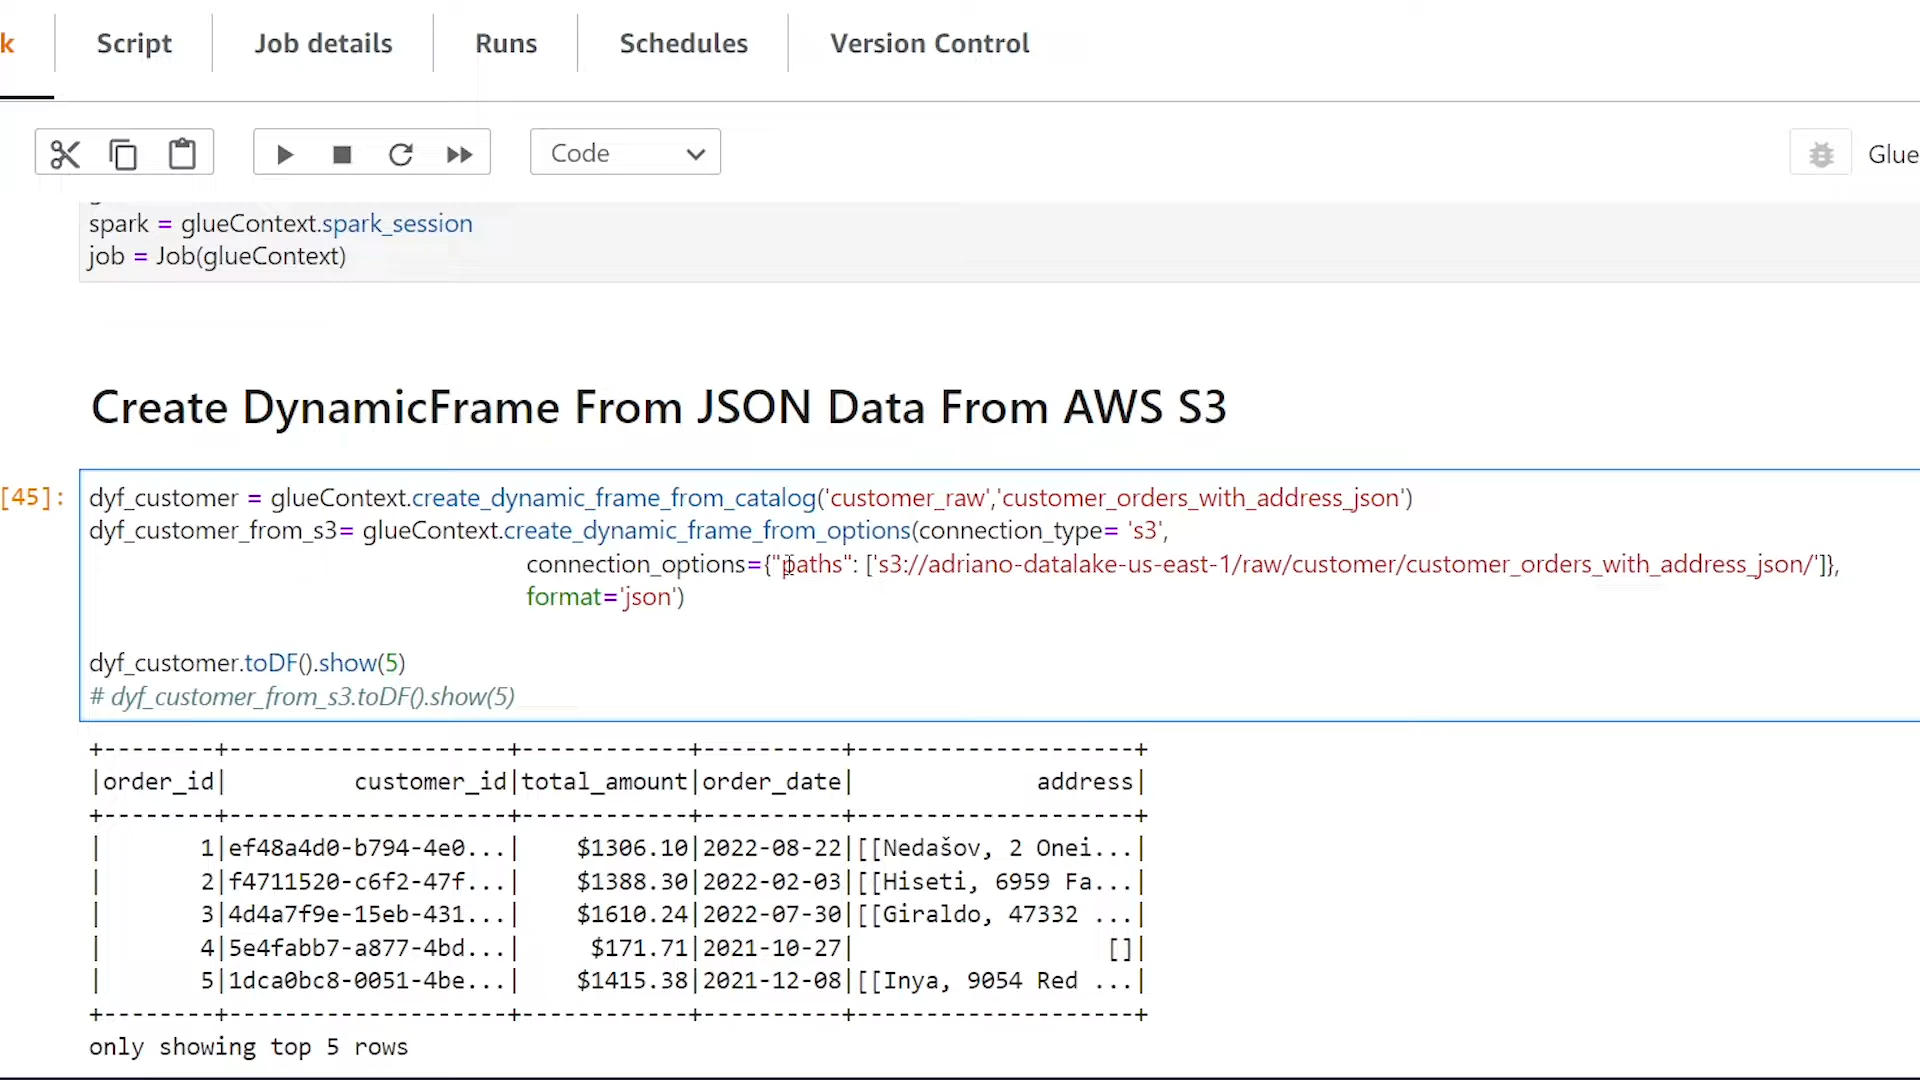 k Script Job details Runs Schedules Version Control
Code Glue
spark = glueContext.spark_session
job = Job(glueContext)
Create DynamicFrame From JSON Data From AWS S3
[45]: dyf_customer = glueContext.create_dynamic_frame_from_catalog('customer_raw','customer_orders_with_address_json')
dyf_customer_from_s3= glueContext.create_dynamic_frame_from_options(connection_type= 's3',
connection_options={"paths": ['s3://adriano-datalake-us-east-1/raw/customer/customer_orders_with_address_json/']},
format='json')
dyf_customer.toDF().show(5)
# dyf_customer_from_s3.toDF().show(5)
+--------+--------------------+------------+----------+--------------------+
|order_id|         customer_id|total_amount|order_date|             address|
+--------+--------------------+------------+----------+--------------------+
|       1|ef48a4d0-b794-4e0...|    $1306.10|2022-08-22|[[Nedašov, 2 Onei...|
|       2|f4711520-c6f2-47f...|    $1388.30|2022-02-03|[[Hiseti, 6959 Fa...|
|       3|4d4a7f9e-15eb-431...|    $1610.24|2022-07-30|[[Giraldo, 47332 ...|
|       4|5e4fabb7-a877-4bd...|     $171.71|2021-10-27|                  []|
|       5|1dca0bc8-0051-4be...|    $1415.38|2021-12-08|[[Inya, 9054 Red ...|
+--------+--------------------+------------+----------+--------------------+
only showing top 5 rows